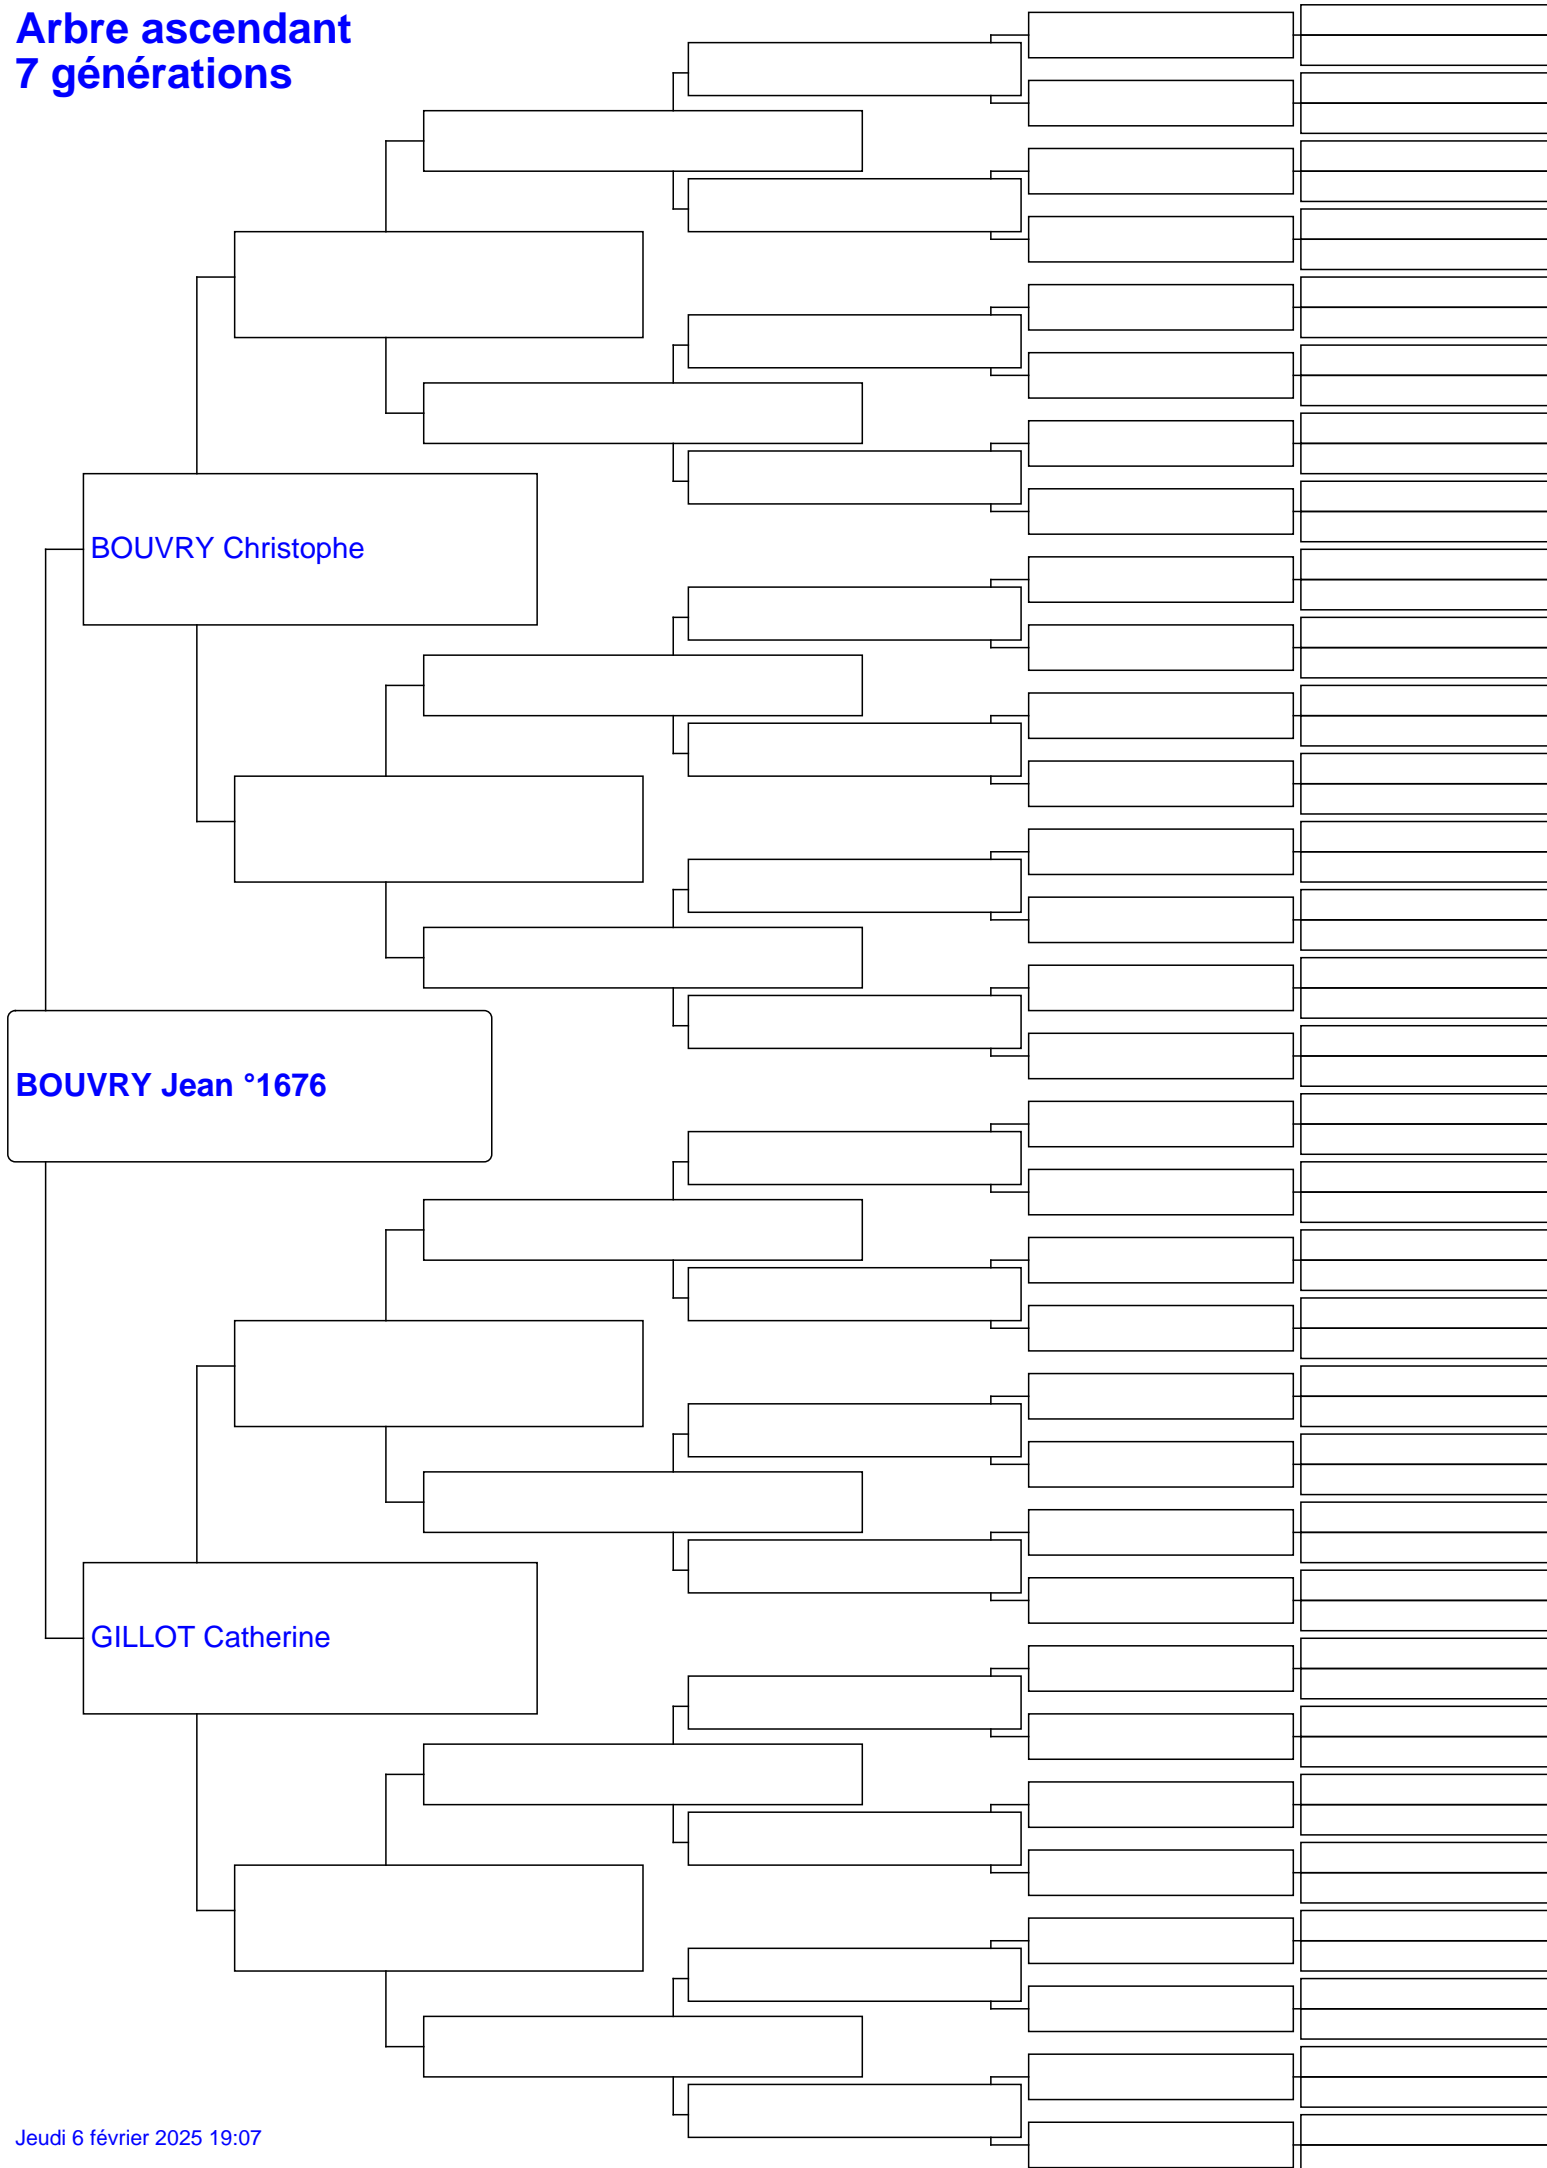 Arbre ascendant
7 générations
BOUVRY Christophe
BOUVRY Jean °1676
GILLOT Catherine
Jeudi 6 février 2025 19:07